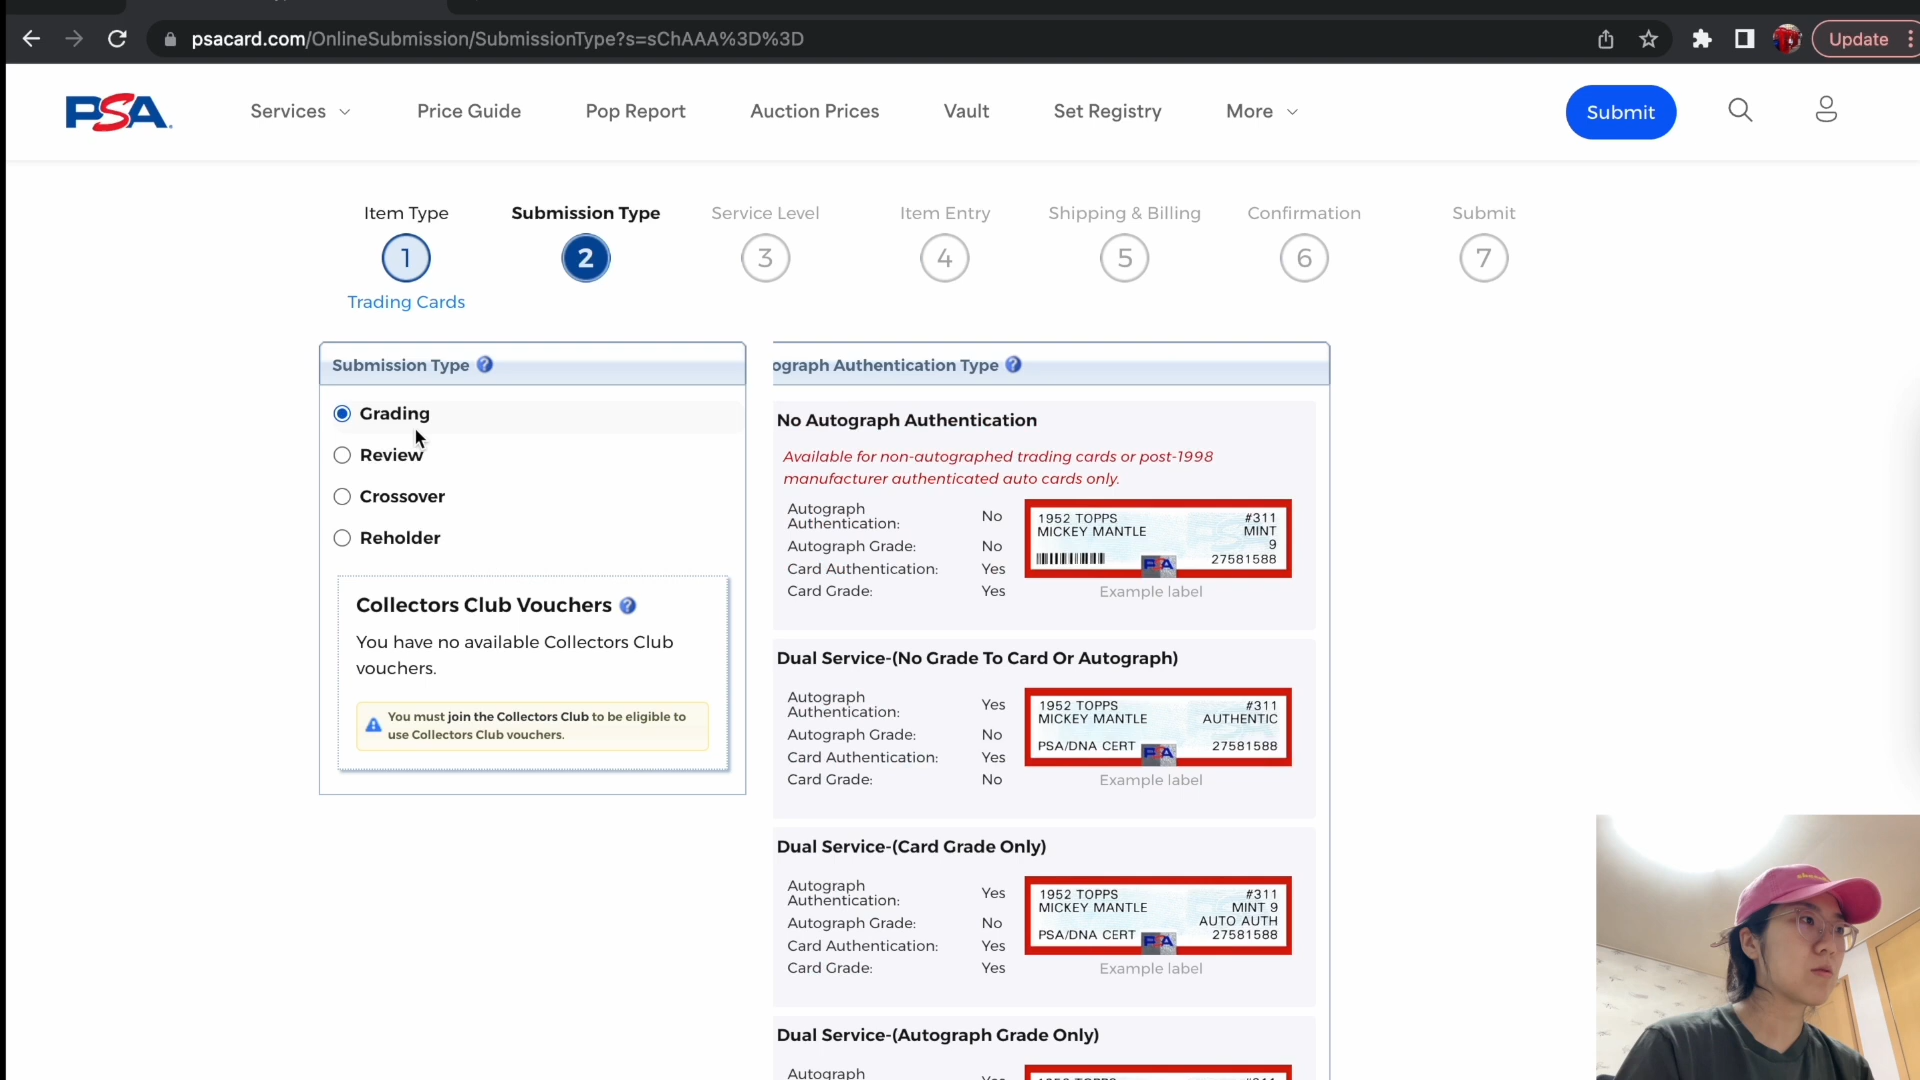 psacard.com/OnlineSubmission/SubmissionType?s=sChAAA%3D%3D
Update
PSA
Services
Price Guide
Pop Report
Auction Prices
Vault
Set Registry
More
Submit
Item Type
Submission Type
Service Level
Item Entry
Shipping & Billing
Confirmation
Submit
1
2
3
4
5
6
7
Trading Cards
Submission Type ?
Grading
Review
Crossover
Reholder
Collectors Club Vouchers ?
You have no available Collectors Club
vouchers.
You must join the Collectors Club to be eligible to
use Collectors Club vouchers.
ograph Authentication Type ?
No Autograph Authentication
Available for non-autographed trading cards or post-1998
manufacturer authenticated auto cards only.
Autograph
Authentication: No
Autograph Grade: No
Card Authentication: Yes
Card Grade: Yes
1952 TOPPS #311
MICKEY MANTLE MINT
9
PSA 27581588
Example label
Dual Service-(No Grade To Card Or Autograph)
Autograph
Authentication: Yes
Autograph Grade: No
Card Authentication: Yes
Card Grade: No
1952 TOPPS #311
MICKEY MANTLE AUTHENTIC
PSA/DNA CERT PSA 27581588
Example label
Dual Service-(Card Grade Only)
Autograph
Authentication: Yes
Autograph Grade: No
Card Authentication: Yes
Card Grade: Yes
1952 TOPPS #311
MICKEY MANTLE MINT 9
AUTO AUTH
PSA/DNA CERT PSA 27581588
Example label
Dual Service-(Autograph Grade Only)
Autograph